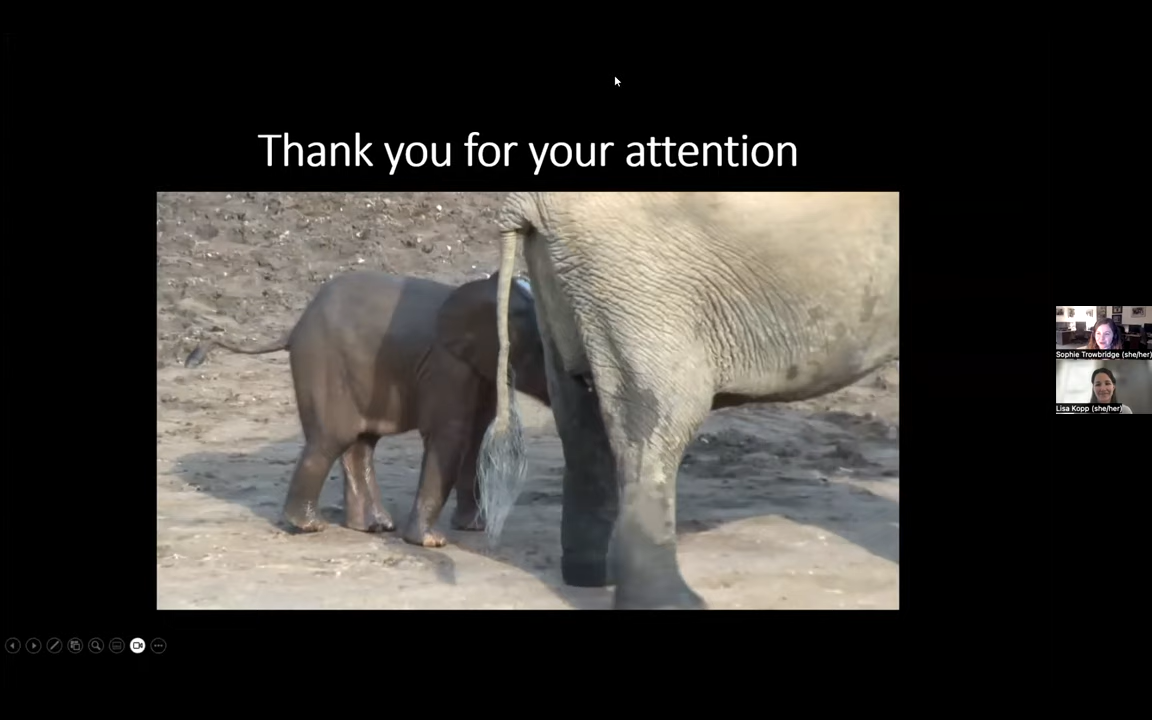 Thank you for your attention
Sophie Trowbridge (she/her)
Lisa Kopp (she/her)